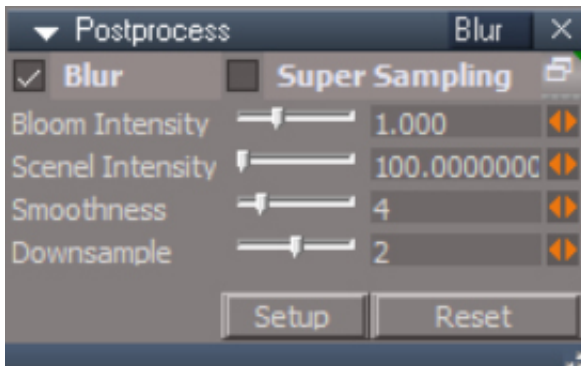 Postprocess Blur
Blur Super Sampling
Bloom Intensity 1.000
Scenel Intensity 100.0000000
Smoothness 4
Downsample 2
Setup Reset